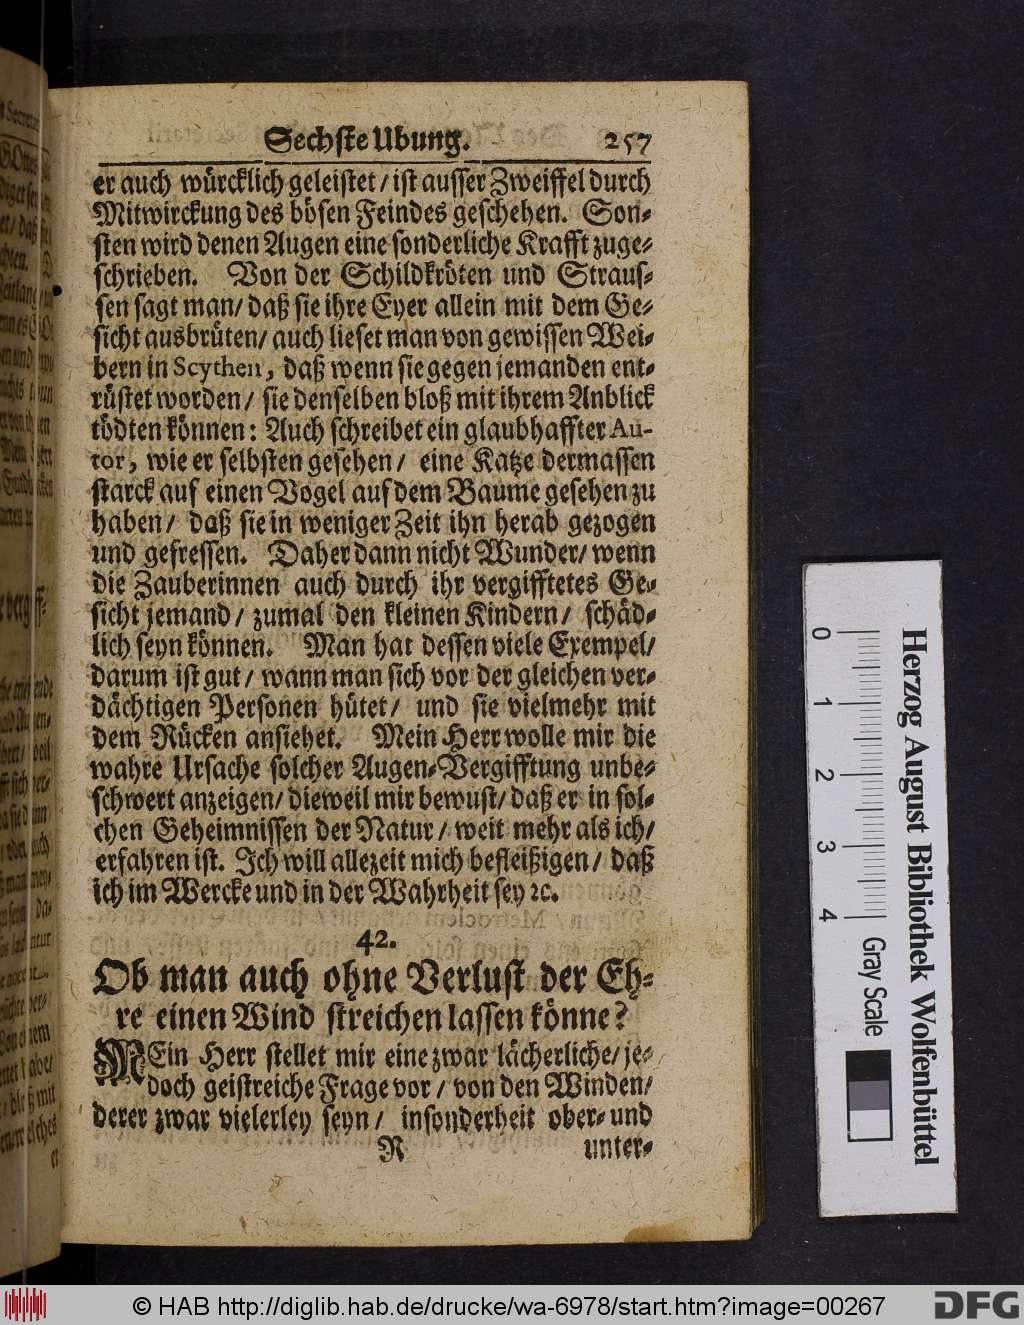 Sechste Ubung. 257
er auch würcklich geleistet / ist ausser Zweiffel durch
Mitwirckung des bösen Feindes geschehen. Son-
sten wird denen Augen eine sonderliche Krafft zuge-
schrieben. Von der Schildkröten und Strauss-
sen sagt man / daß sie ihre Eyer allein mit dem Ge-
sicht ausbrüten / auch lieset man von gewissen Wei-
bern in Scythen, daß wenn sie gegen jemanden ent-
rüstet worden / sie denselben bloß mit ihrem Anblick
tödten können: Auch schreibet ein glaubhaffter Au-
tor, wie er selbsten gesehen / eine Katze dermassen
starck auf einen Vogel auf dem Baume gesehen zu
haben / daß sie in weniger Zeit ihn herab gezogen
und gefressen. Daher dann nicht Wunder / wenn
die Zauberinnen auch durch ihr vergifftetes Ge-
sicht jemand / zumal den kleinen Kindern / schäd-
lich seyn können. Man hat dessen viele Exempel /
darum ist gut / wann man sich vor der gleichen ver-
dächtigen Personen hütet / und sie vielmehr mit
dem Rücken ansiehet. Mein Herr wolle mir die
wahre Ursache solcher Augen-Vergifftung unbe-
schwert anzeigen / dieweil mir bewust / daß er in sol-
chen Geheimnissen der Natur / weit mehr als ich /
erfahren ist. Ich will allezeit mich befleißigen / daß
ich im Wercke und in der Wahrheit sey ꝛc.
42.
Ob man auch ohne Verlust der Eh-
re einen Wind streichen lassen könne?
MEin Herr stellet mir eine zwar lächerliche / je-
doch geistreiche Frage vor / von den Winden /
derer zwar vielerley seyn / insonderheit ober- und
R unter-
0 1 2 3 4
Herzog August Bibliothek Wolfenbüttel
Gray Scale
© HAB http://diglib.hab.de/drucke/wa-6978/start.htm?image=00267
DFG